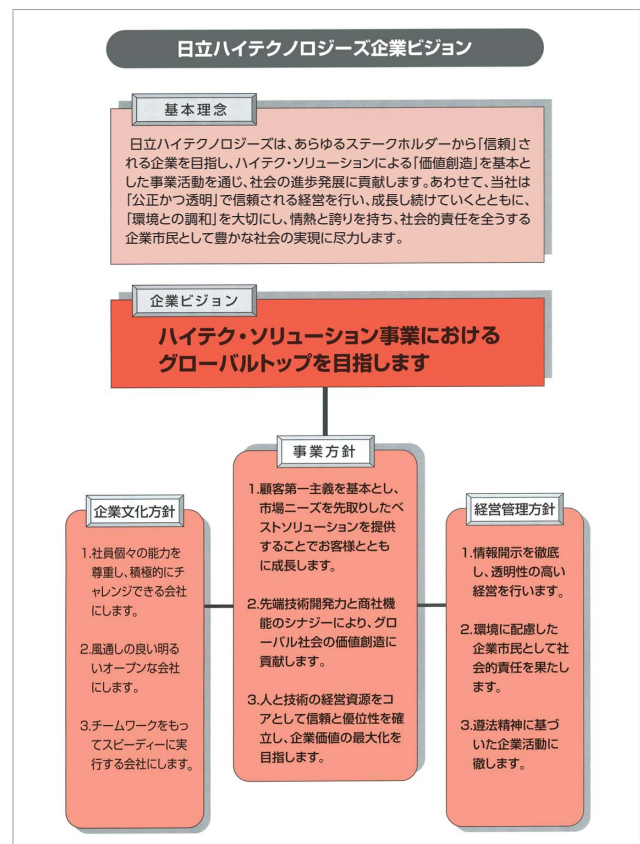 日立ハイテクノロジーズ企業ビジョン
基本理念
日立ハイテクノロジーズは、あらゆるステークホルダーから「信頼」さ
れる企業を目指し、ハイテク・ソリューションによる「価値創造」を基本と
した事業活動を通じ、社会の進歩発展に貢献します。あわせて、当社は
「公正かつ透明」で信頼される経営を行い、成長し続けていくとともに、
「環境との調和」を大切にし、情熱と誇りを持ち、社会的責任を全うする
企業市民として豊かな社会の実現に尽力します。
企業ビジョン
ハイテク・ソリューション事業における
グローバルトップを目指します
事業方針
1.顧客第一主義を基本とし、
市場ニーズを先取りしたベ
ストソリューションを提供
することでお客様ととも
に成長します。
2.先端技術開発力と商社機
能のシナジーにより、グロ
ーバル社会の価値創造に
貢献します。
3.人と技術の経営資源をコ
アとして信頼と優位性を確
立し、企業価値の最大化を
目指します。
企業文化方針
1.社員個々の能力を
尊重し、積極的にチ
ャレンジできる会社
にします。
2.風通しの良い明る
いオープンな会社
にします。
3.チームワークをもっ
てスピーディーに実
行する会社にします。
経営管理方針
1.情報開示を徹底
し、透明性の高い
経営を行います。
2.環境に配慮した
企業市民として社
会的責任を果たし
ます。
3.遵法精神に基づ
いた企業活動に
徹します。